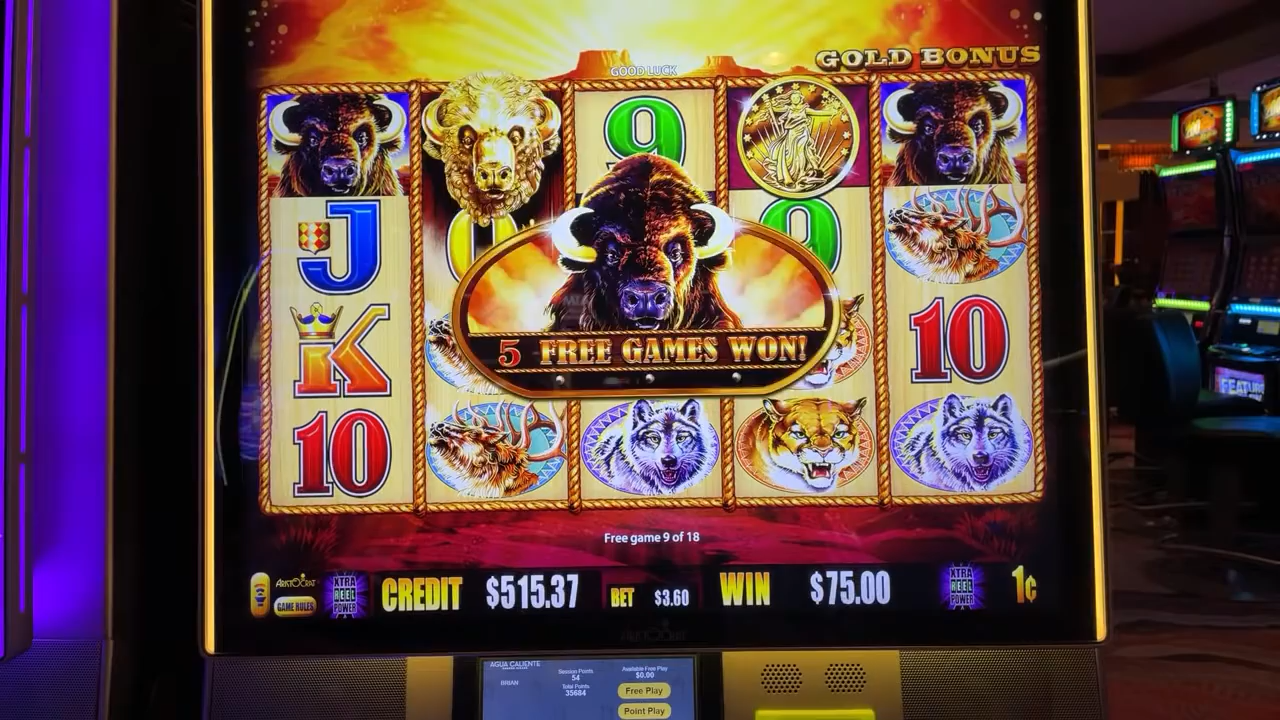 GOOD LUCK
GOLD BONUS
9
J
9
5 FREE GAMES WON!
K
10
10
Free game 9 of 18
ARISTOCRAT
GAME RULES
XTRA REEL POWER
CREDIT $515.37 BET $3.60 WIN $75.00
XTRA REEL POWER
1¢
AGUA CALIENTE
BRIAN
Session Points
54
Total Points
35684
Available Free Play
$0.00
Free Play
Point Play
FEATURE